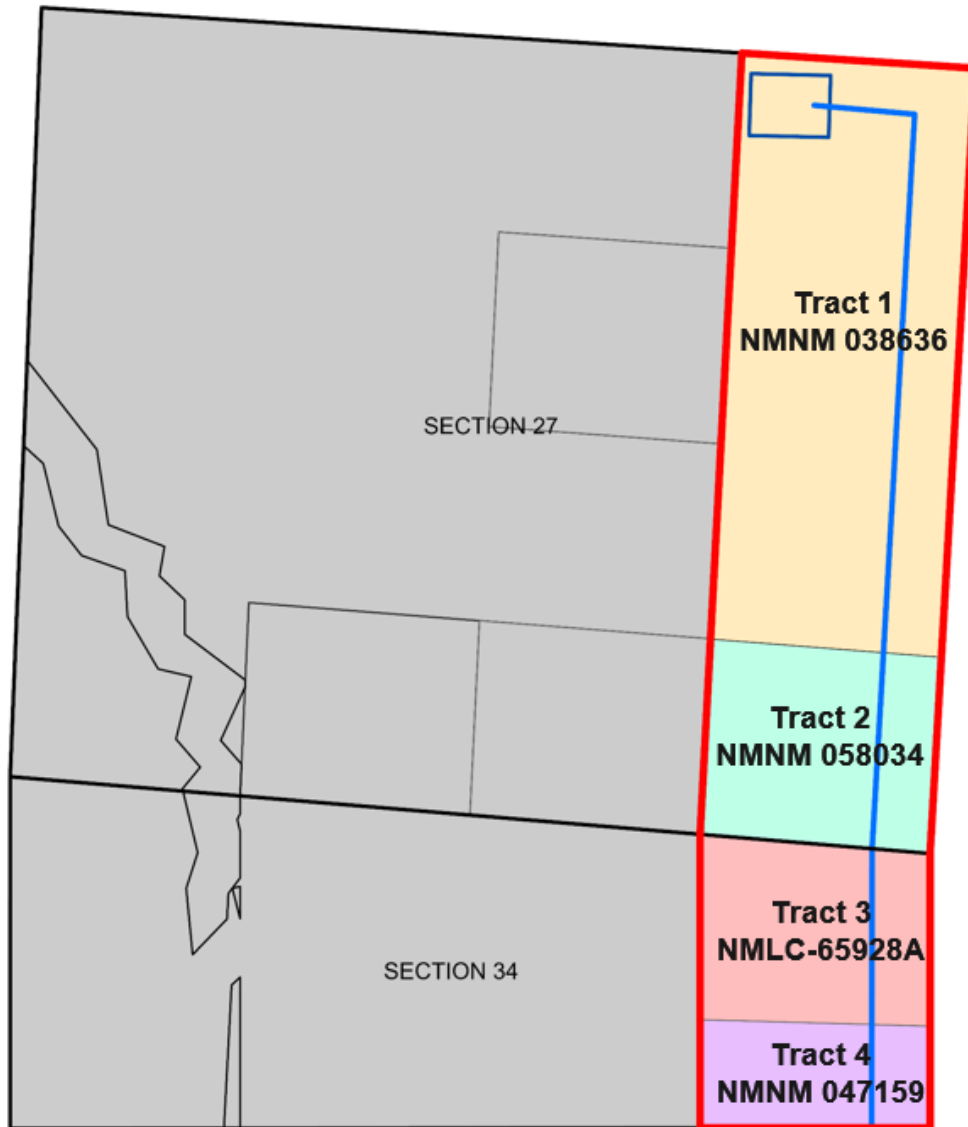 Tract 1
NMNM 038636
SECTION 27
Tract 2
NMNM 058034
Tract 3
NMLC-65928A
SECTION 34
Tract 4
NMNM 047159